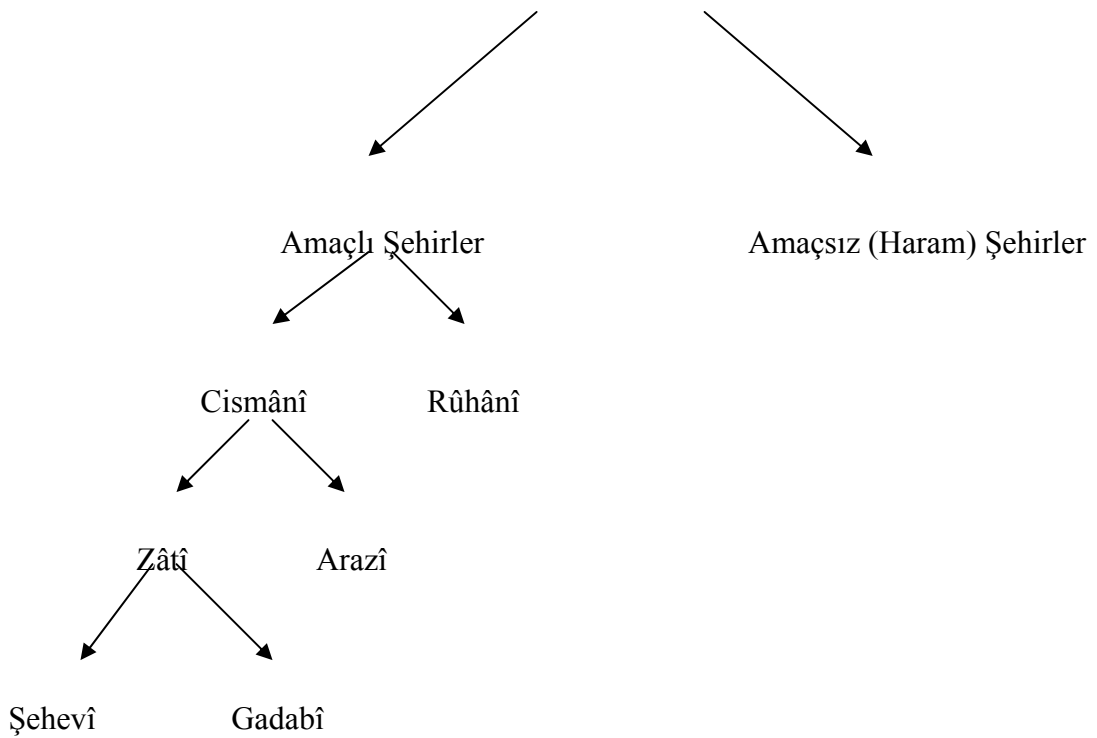 Amaçlı Şehirler Amaçsız (Haram) Şehirler
Cismânî Rûhânî
Zâtî Arazî
Şehevî Gadabî